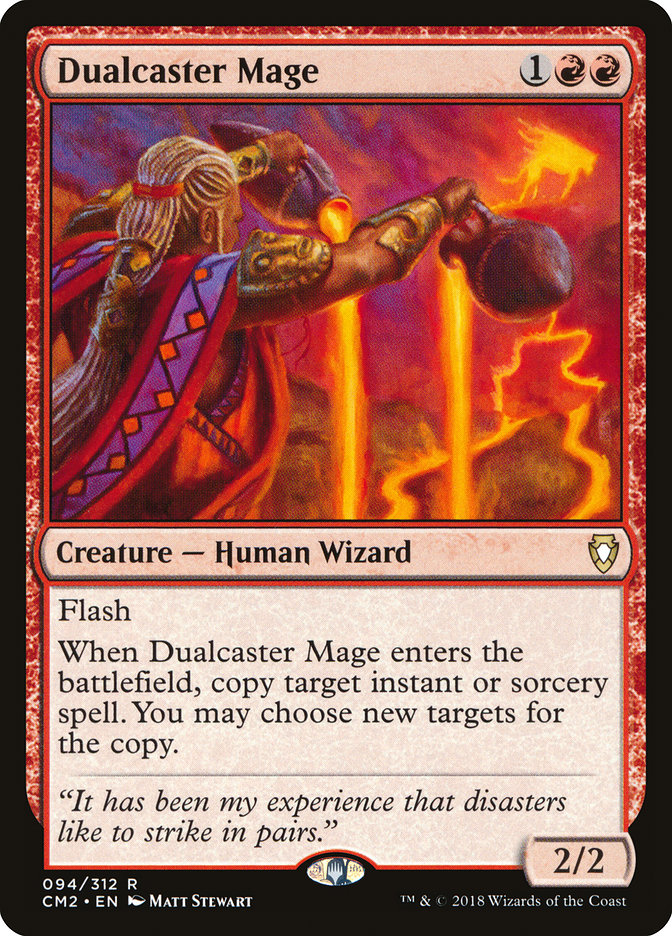 Dualcaster Mage 1
Creature — Human Wizard
Flash
When Dualcaster Mage enters the
battlefield, copy target instant or sorcery
spell. You may choose new targets for
the copy.
“It has been my experience that disasters
like to strike in pairs.”
2/2
094/312 R
CM2 • EN Matt Stewart
™ & © 2018 Wizards of the Coast